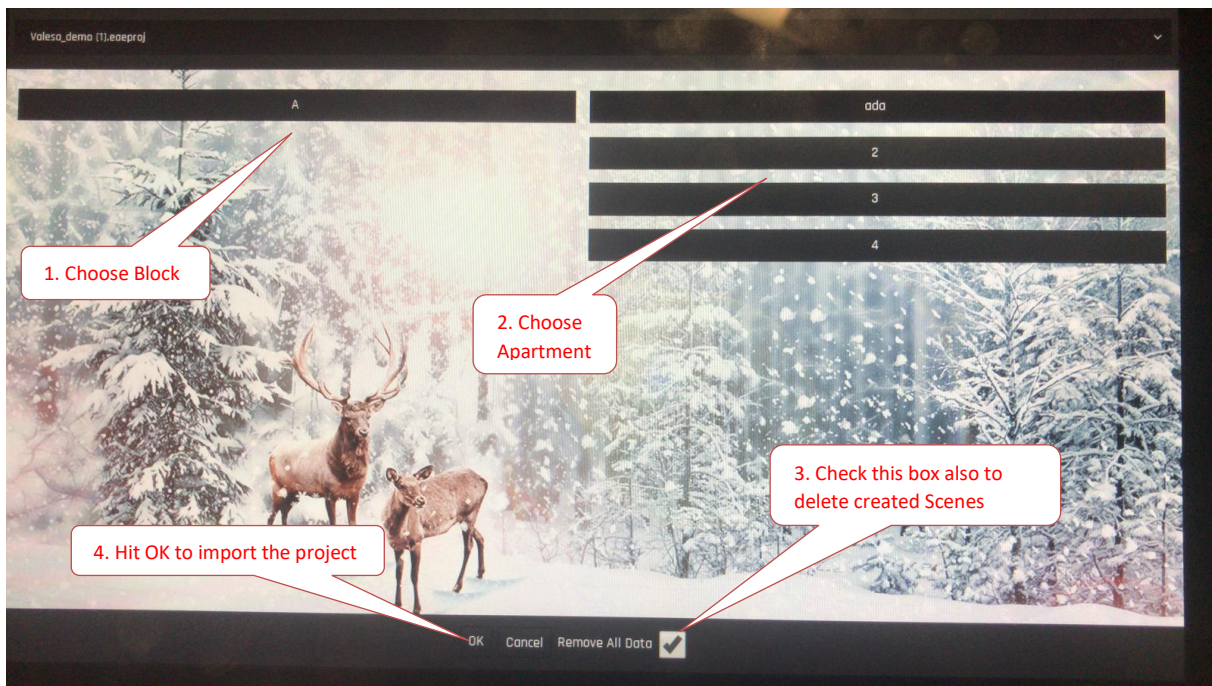 Valesa_demo (1).eaeproj
A
ada
2
3
4
1. Choose Block
2. Choose
Apartment
3. Check this box also to
delete created Scenes
4. Hit OK to import the project
OK Cancel Remove All Data